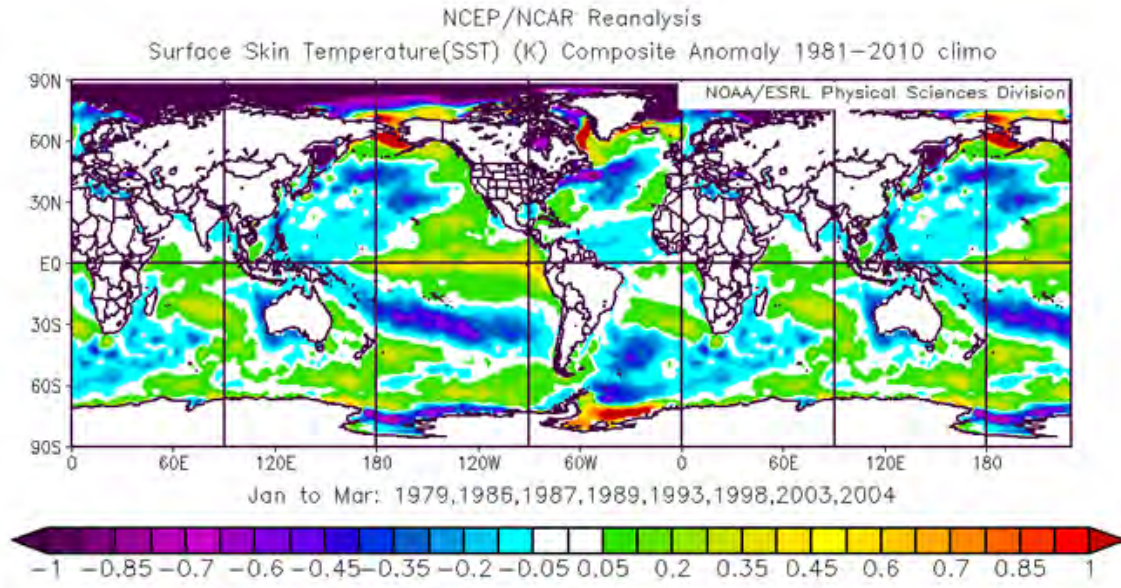 NCEP/NCAR Reanalysis
Surface Skin Temperature(SST) (K) Composite Anomaly 1981-2010 climo
90N
NOAA/ESRL Physical Sciences Division
60N
30N
EQ
30S
60S
90S
0 60E 120E 180 120W 60W 0 60E 120E 180
Jan to Mar: 1979,1986,1987,1989,1993,1998,2003,2004
-1 -0.85 -0.7 -0.6 -0.45 -0.35 -0.2 -0.05 0.05 0.2 0.35 0.45 0.6 0.7 0.85 1